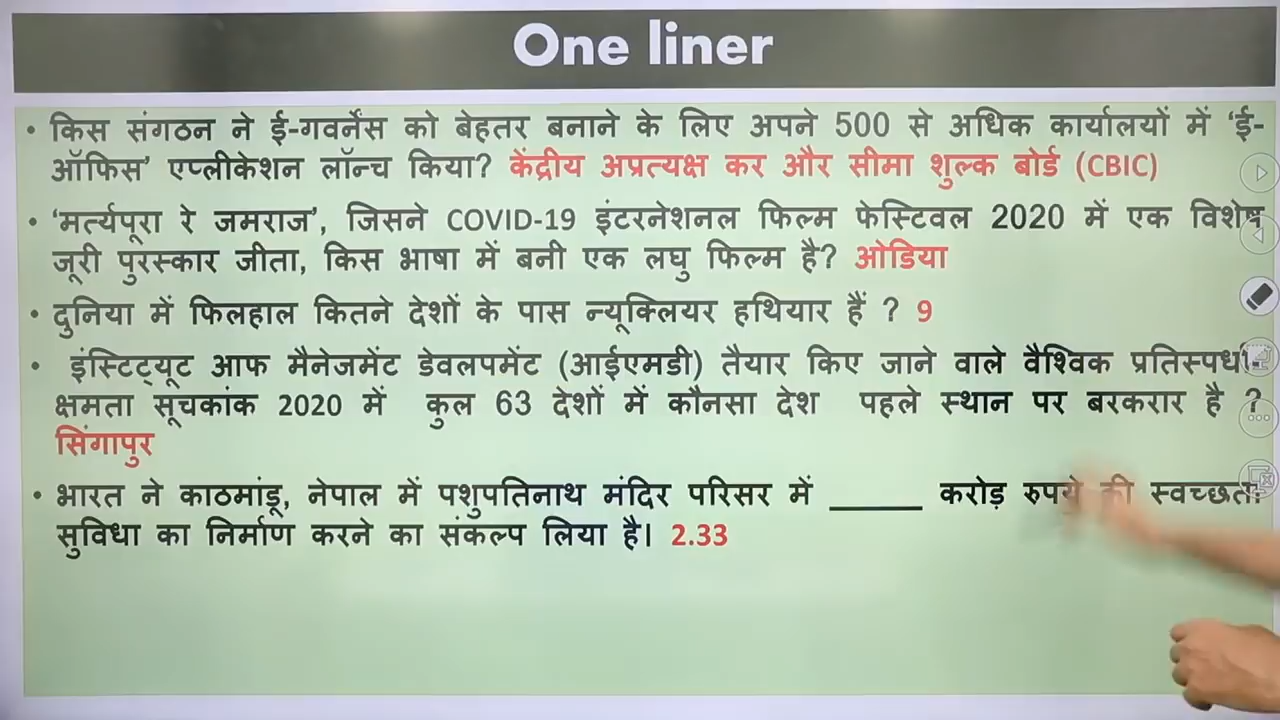 One liner
• किस संगठन ने ई-गवर्नेंस को बेहतर बनाने के लिए अपने 500 से अधिक कार्यालयों में 'ई-
ऑफिस' एप्लीकेशन लॉन्च किया? केंद्रीय अप्रत्यक्ष कर और सीमा शुल्क बोर्ड (CBIC)
• 'मर्त्यपूरा रे जमराज', जिसने COVID-19 इंटरनेशनल फिल्म फेस्टिवल 2020 में एक विशेष
जूरी पुरस्कार जीता, किस भाषा में बनी एक लघु फिल्म है? ओडिया
• दुनिया में फिलहाल कितने देशों के पास न्यूक्लियर हथियार हैं ? 9
• इंस्टिट्यूट आफ मैनेजमेंट डेवलपमेंट (आईएमडी) तैयार किए जाने वाले वैश्विक प्रतिस्पर्धा-
क्षमता सूचकांक 2020 में कुल 63 देशों में कौनसा देश पहले स्थान पर बरकरार है ?
सिंगापुर
• भारत ने काठमांडू, नेपाल में पशुपतिनाथ मंदिर परिसर में ______ करोड़ रुपये की स्वच्छता
सुविधा का निर्माण करने का संकल्प लिया है। 2.33